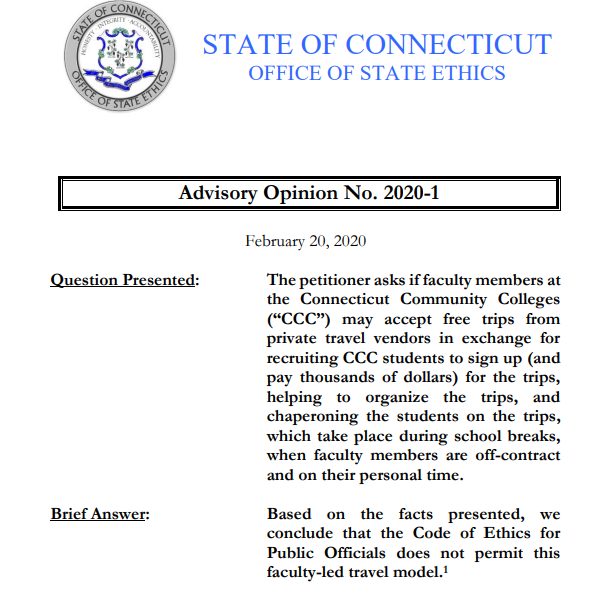 STATE OF CONNECTICUT
HONESTY · INTEGRITY · ACCOUNTABILITY
OFFICE OF STATE ETHICS
STATE OF CONNECTICUT
OFFICE OF STATE ETHICS
Advisory Opinion No. 2020-1
February 20, 2020
Question Presented:
The petitioner asks if faculty members at
the Connecticut Community Colleges
(“CCC”) may accept free trips from
private travel vendors in exchange for
recruiting CCC students to sign up (and
pay thousands of dollars) for the trips,
helping to organize the trips, and
chaperoning the students on the trips,
which take place during school breaks,
when faculty members are off-contract
and on their personal time.
Brief Answer:
Based on the facts presented, we
conclude that the Code of Ethics for
Public Officials does not permit this
faculty-led travel model.¹